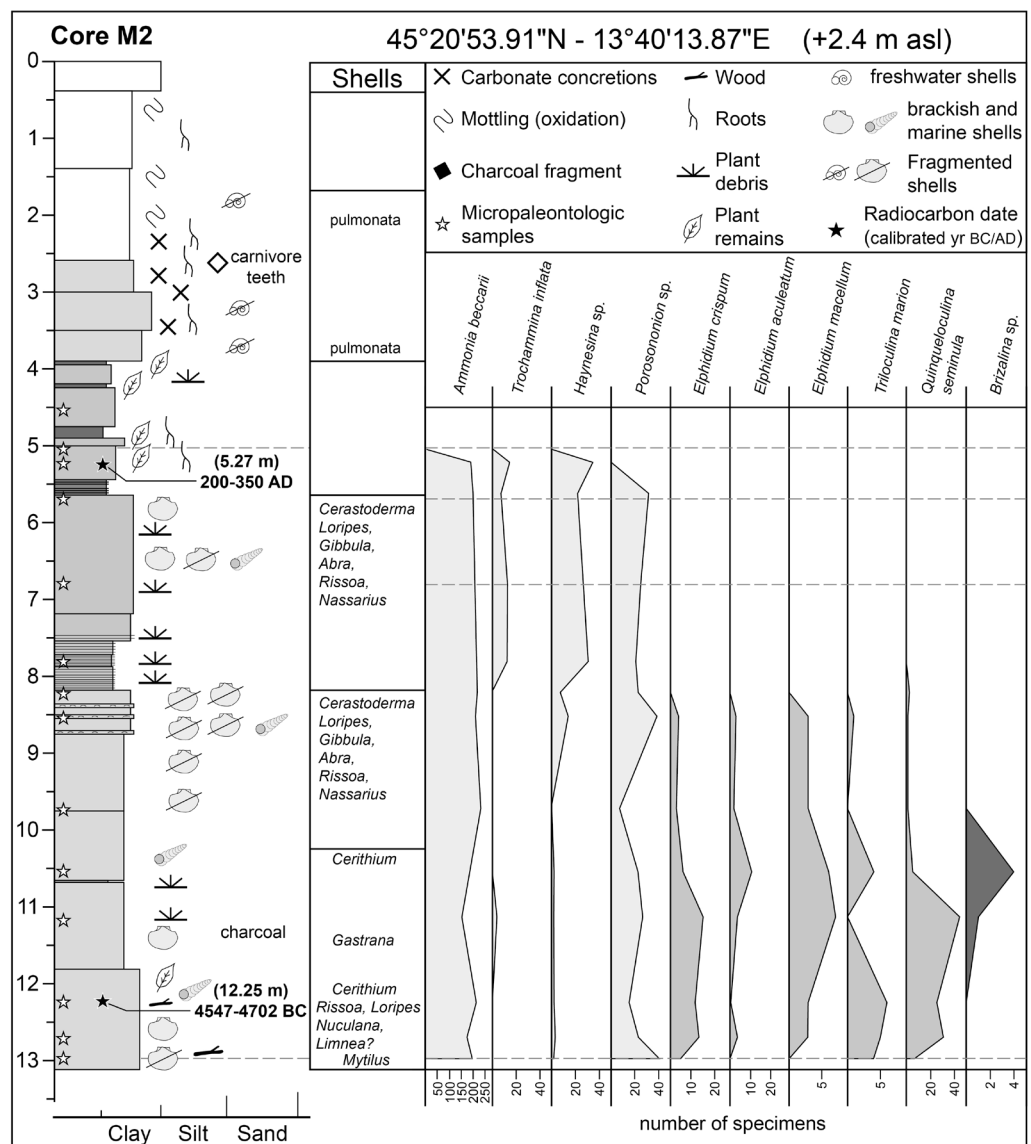 Core M2
45°20'53.91"N - 13°40'13.87"E (+2.4 m asl)
Shells
Carbonate concretions
Wood
freshwater shells
Mottling (oxidation)
Roots
brackish and
marine shells
Charcoal fragment
Plant
debris
Fragmented
shells
Micropaleontologic
samples
Plant
remains
Radiocarbon date
(calibrated yr BC/AD)
0
1
2
3
4
5
6
7
8
9
10
11
12
13
carnivore
teeth
(5.27 m)
200-350 AD
charcoal
(12.25 m)
4547-4702 BC
Clay
Silt
Sand
pulmonata
pulmonata
Cerastoderma
Loripes,
Gibbula,
Abra,
Rissoa,
Nassarius
Cerastoderma
Loripes,
Gibbula,
Abra,
Rissoa,
Nassarius
Cerithium
Gastrana
Cerithium
Rissoa, Loripes
Nuculana,
Limnea?
Mytilus
Ammonia beccarii
Trochammina inflata
Haynesina sp.
Porosononion sp.
Elphidium crispum
Elphidium aculeatum
Elphidium macellum
Triloculina marion
Quinqueloculina
seminula
Brizalina sp.
50 100 150 200 250
20 40
20 40
20 40
10 20
10 20
5
5
20 40
2 4
number of specimens